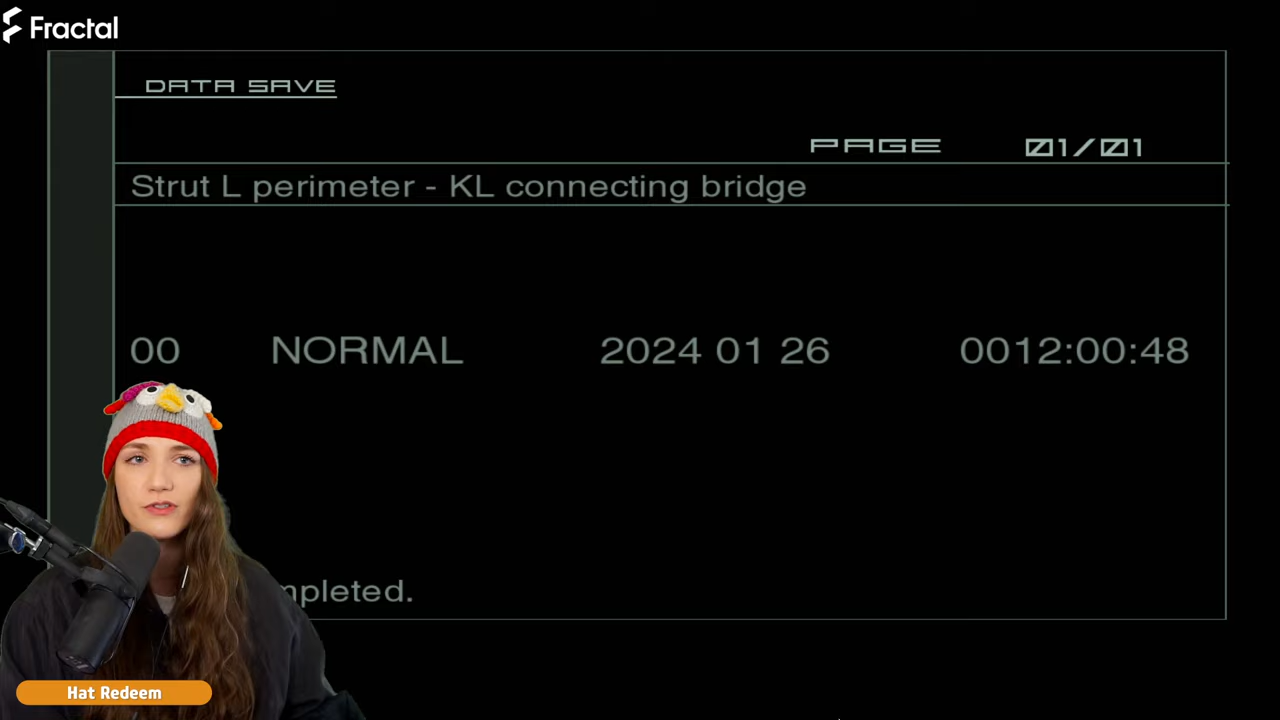 Fractal
DATA SAVE
PAGE 01/01
Strut L perimeter - KL connecting bridge
00 NORMAL 2024 01 26 0012:00:48
mpleted.
Hat Redeem